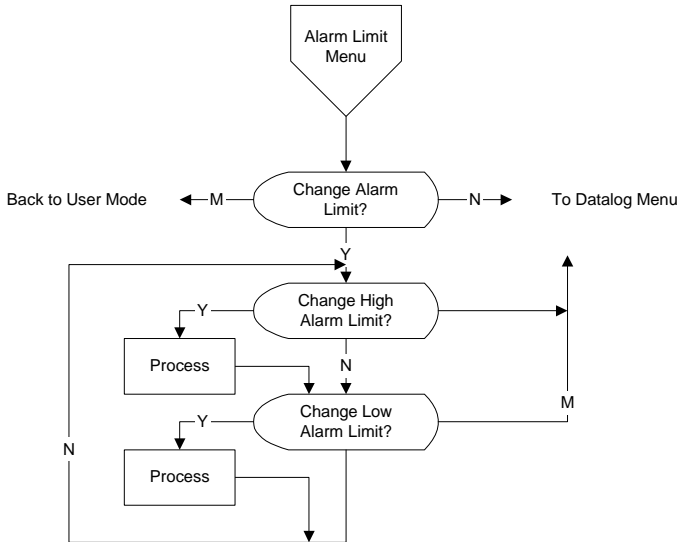 Alarm Limit
Menu
Change Alarm
Limit?
Back to User Mode
M
N
To Datalog Menu
Y
Change High
Alarm Limit?
Y
Process
N
Change Low
Alarm Limit?
M
Y
N
Process